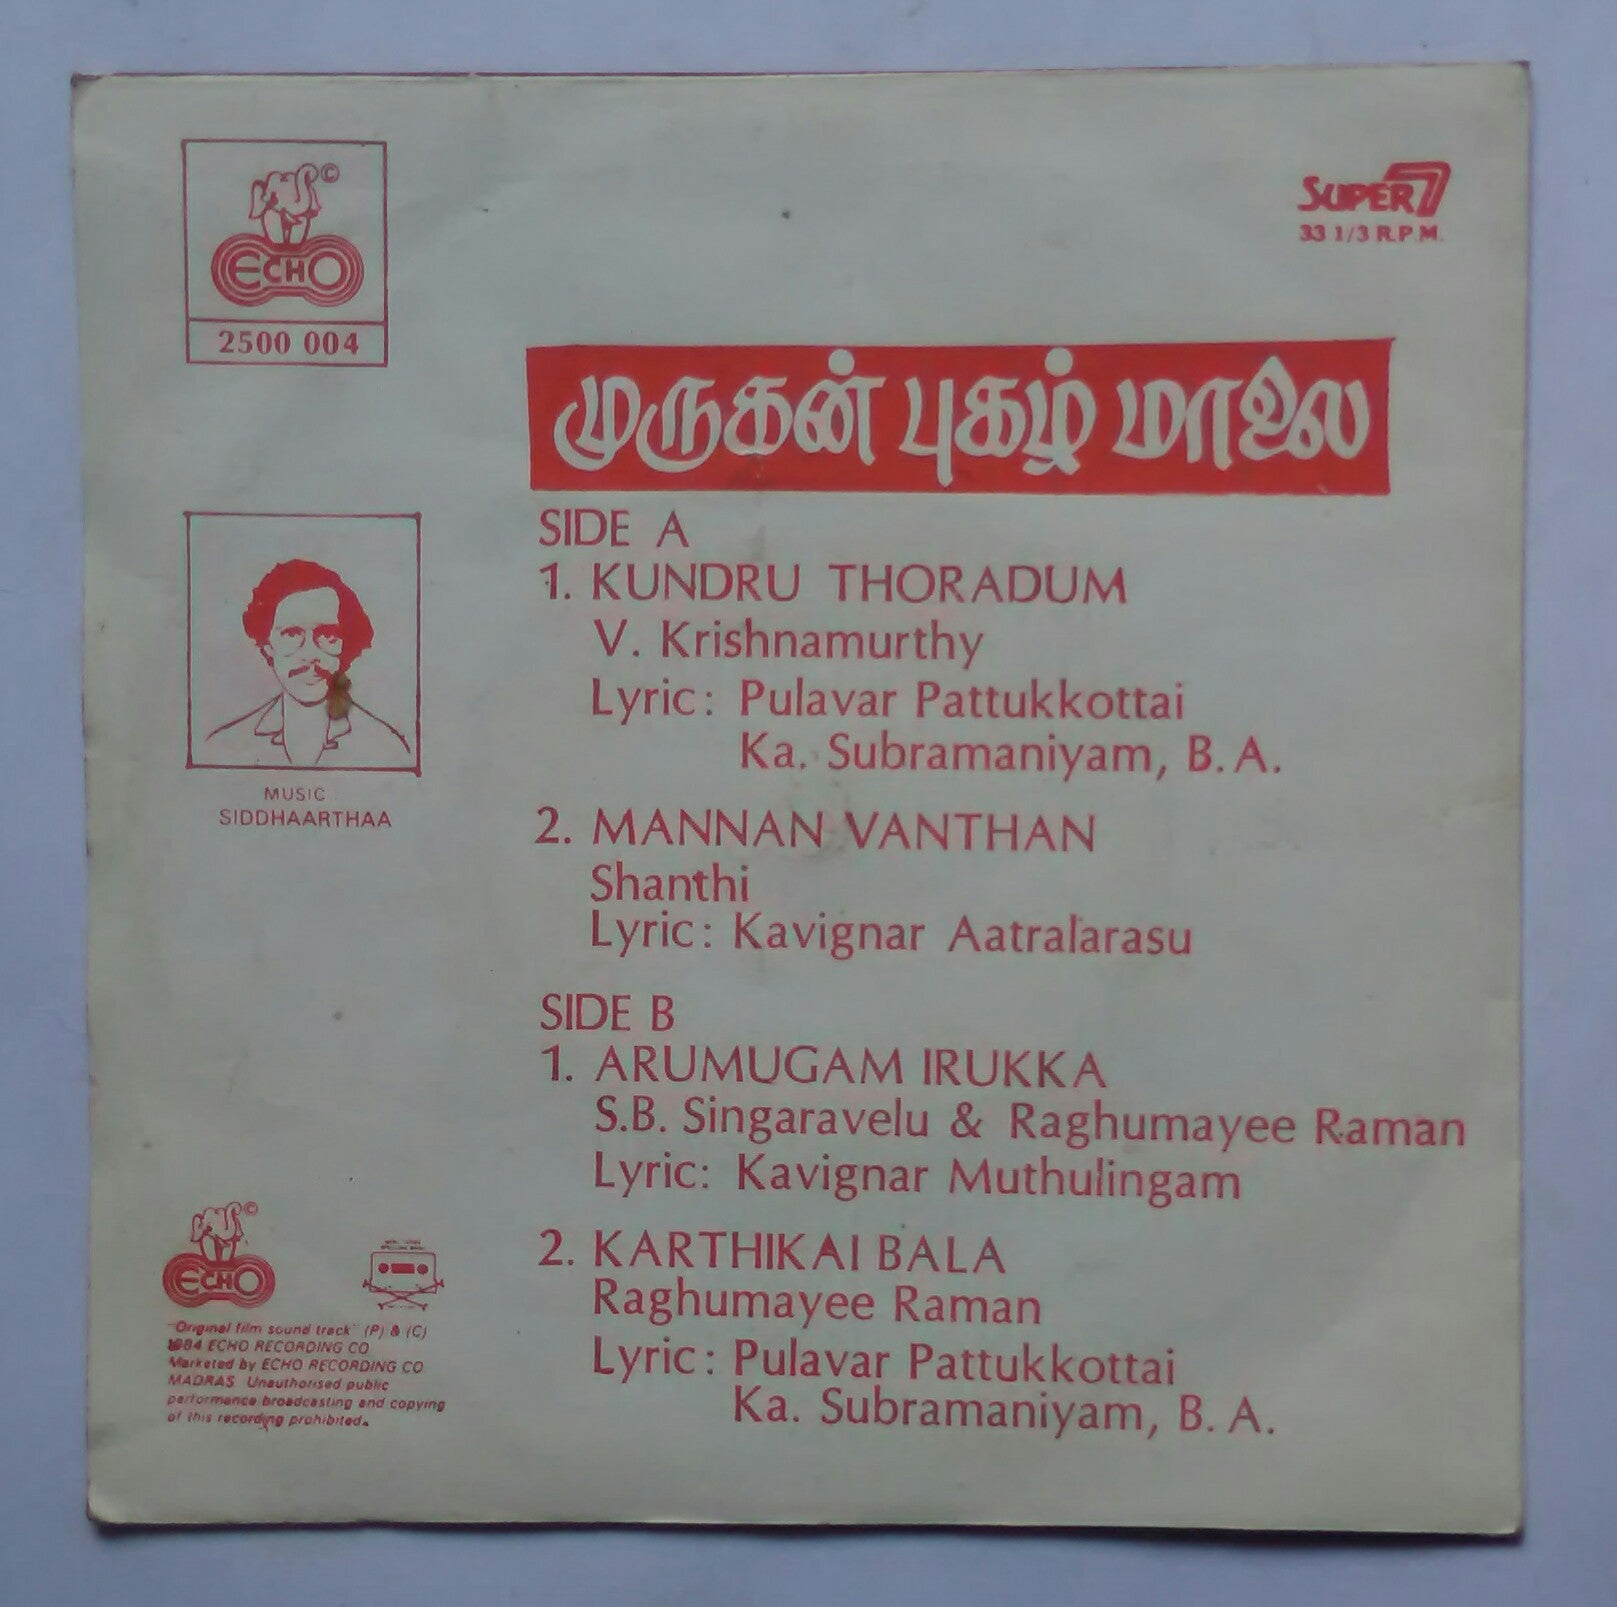 ECHO ©
2500 004
SUPER 7
33 1/3 R.P.M.
முருகன் புகழ் மாலை
SIDE A
1. KUNDRU THORADUM
V. Krishnamurthy
Lyric: Pulavar Pattukkottai
Ka. Subramaniyam, B.A.
2. MANNAN VANTHAN
Shanthi
Lyric: Kavignar Aatralarasu
SIDE B
1. ARUMUGAM IRUKKA
S.B. Singaravelu & Raghumayee Raman
Lyric: Kavignar Muthulingam
2. KARTHIKAI BALA
Raghumayee Raman
Lyric: Pulavar Pattukkottai
Ka. Subramaniyam, B.A.
MUSIC
SIDDHAARTHAA
ECHO ©
"Original film sound track" (P) & (C)
1984 ECHO RECORDING CO
Marketed by ECHO RECORDING CO
MADRAS Unauthorised public
performance broadcasting and copying
of this recording prohibited.